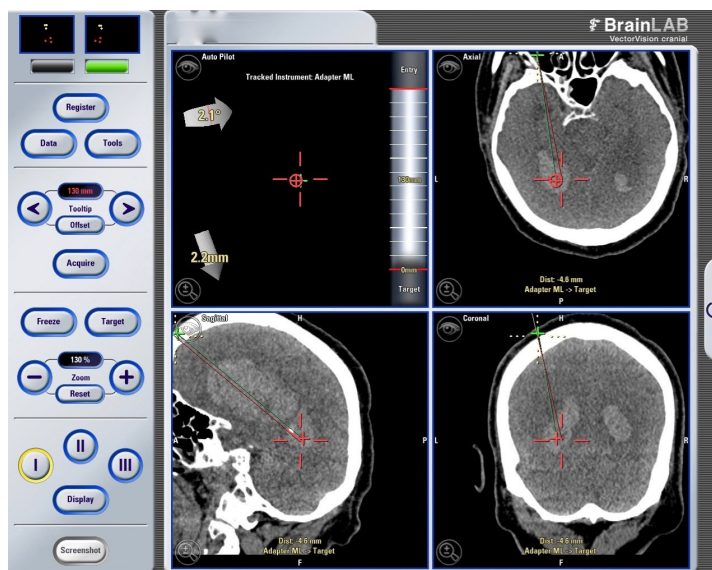 BrainLAB
VectorVision cranial
Register
Data
Tools
130 mm
Tooltip
Offset
Acquire
Freeze
Target
130 %
Zoom
Reset
I
II
III
Display
Screenshot
Auto Pilot
Tracked Instrument: Adapter ML
2.1°
2.2mm
Entry
130mm
0mm
Target
Axial
A
L
R
Dist: -4.6 mm
Adapter ML -> Target
P
Sagittal
H
A
P
Dist: -4.6 mm
Adapter ML -> Target
F
Coronal
H
L
R
Dist: -4.6 mm
Adapter ML -> Target
F